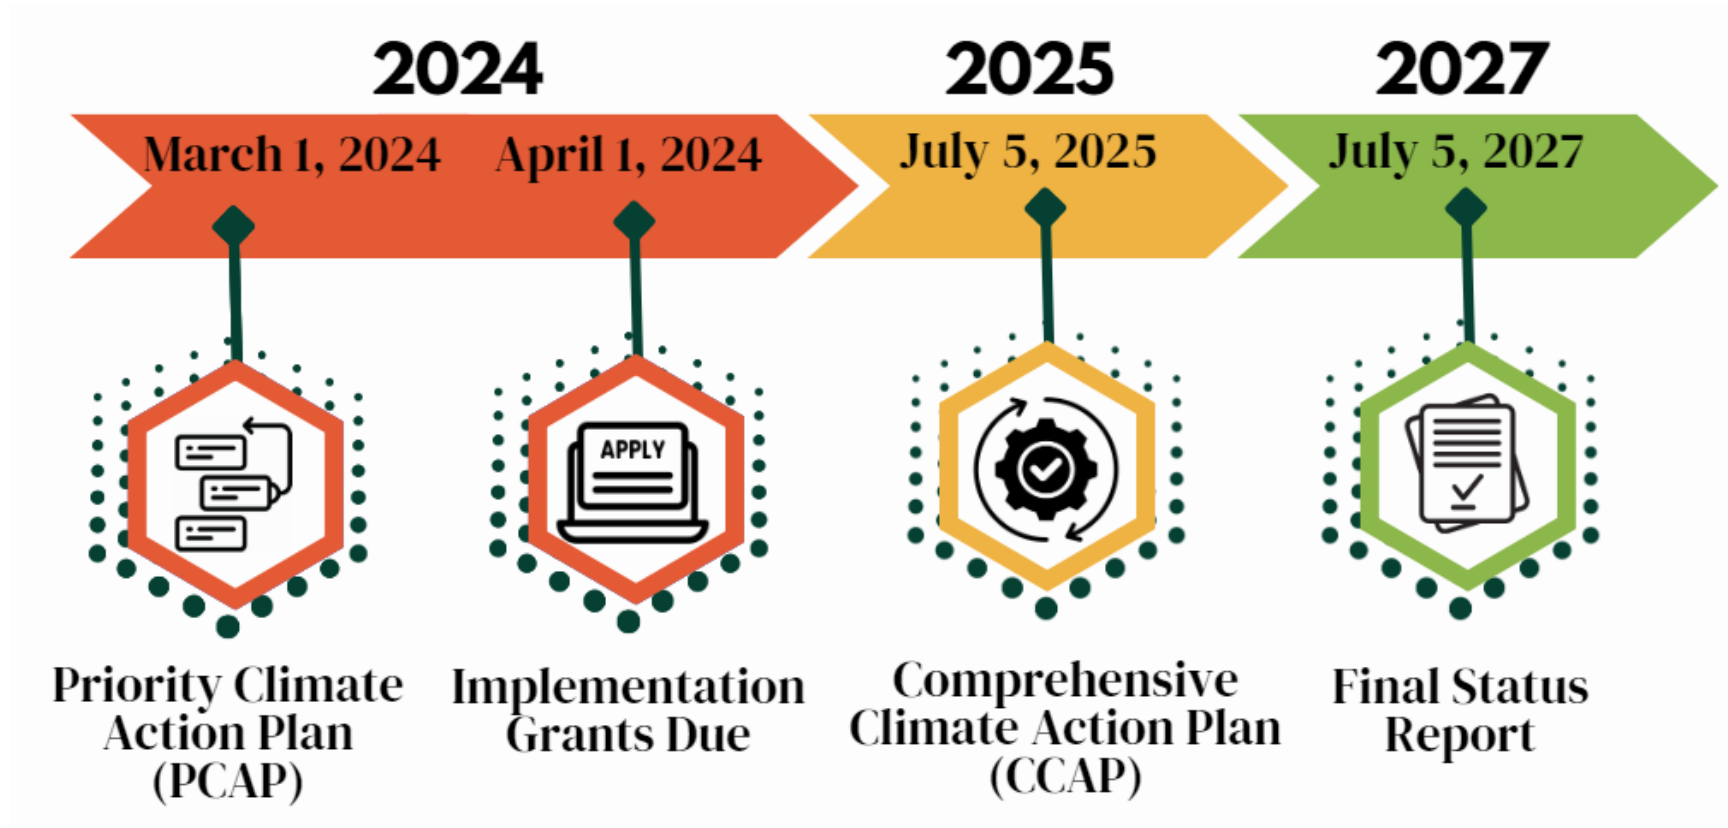 2024
2025
2027
March 1, 2024
April 1, 2024
July 5, 2025
July 5, 2027
APPLY
Priority Climate
Action Plan
(PCAP)
Implementation
Grants Due
Comprehensive
Climate Action Plan
(CCAP)
Final Status
Report